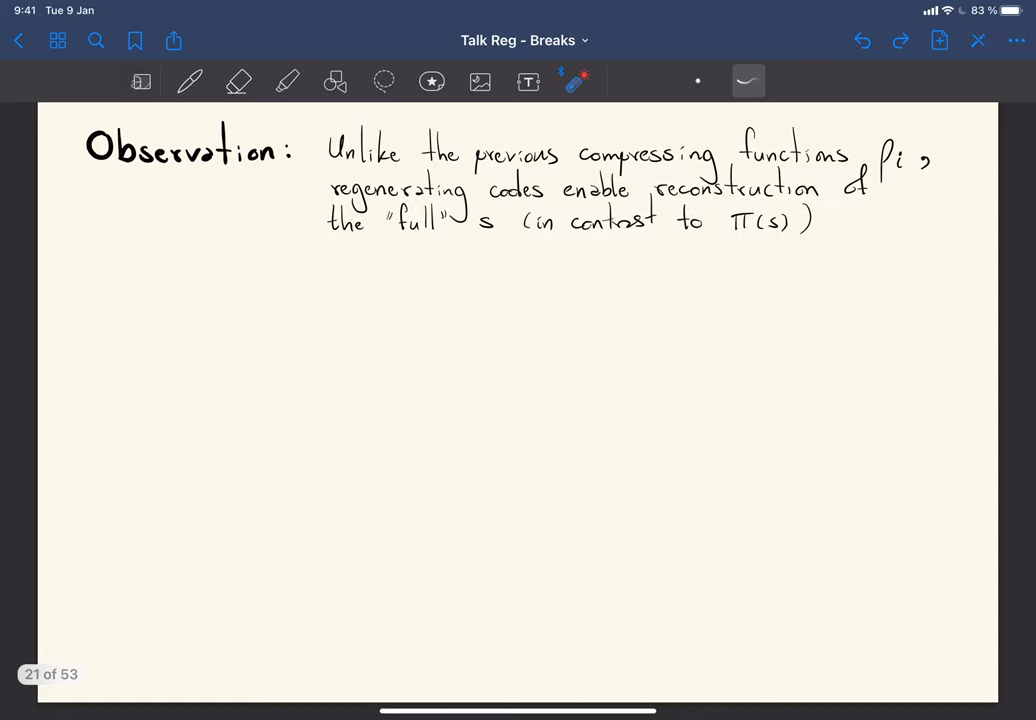 9:41 Tue 9 Jan 83 %
Talk Reg - Breaks
Observation: Unlike the previous compressing functions ρi,
regenerating codes enable reconstruction of
the "full" s (in contrast to π(s))
21 of 53